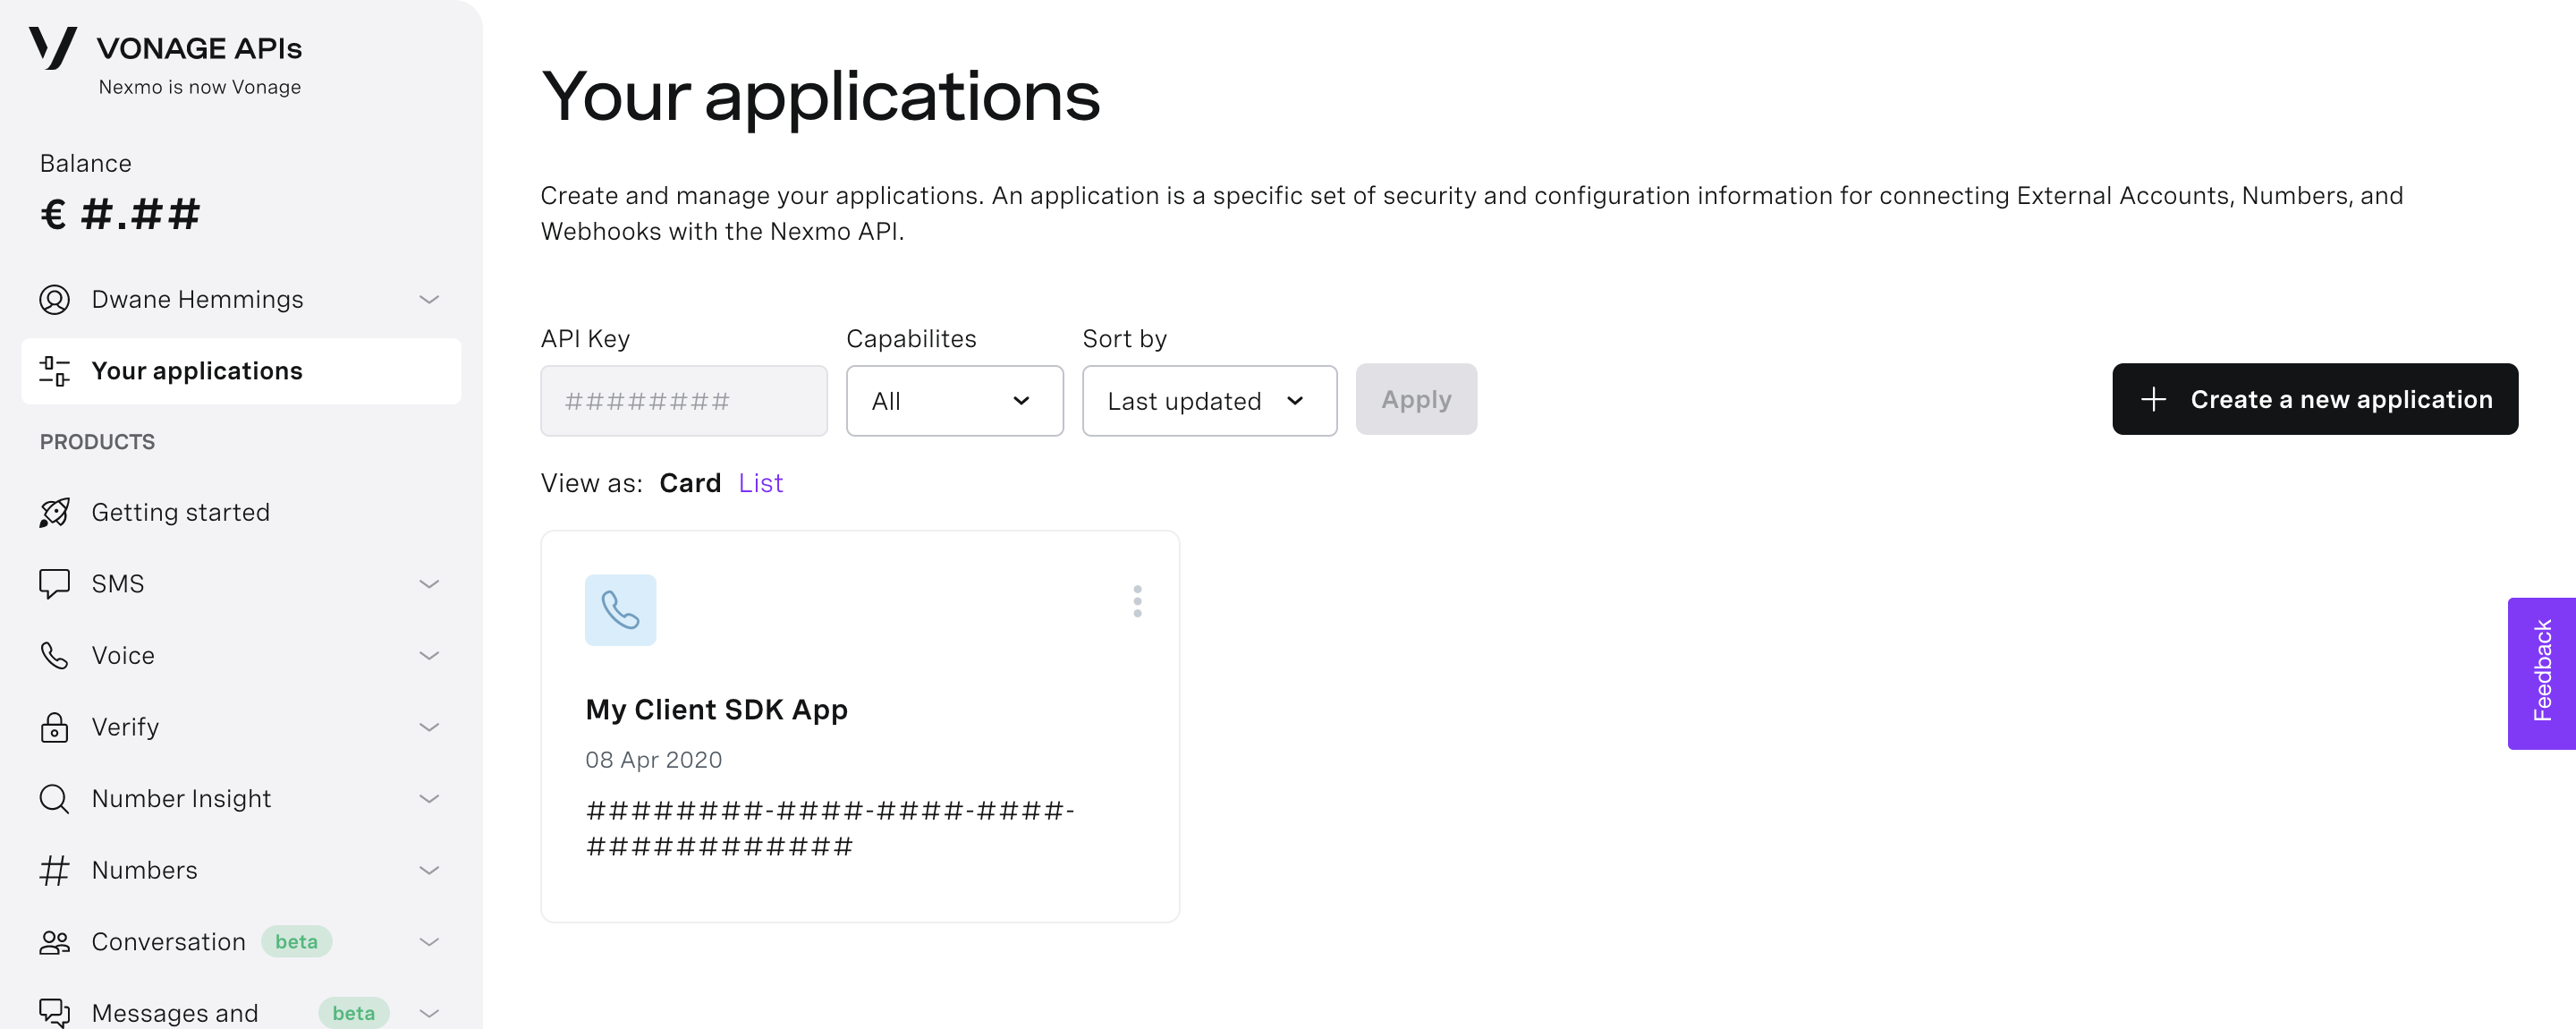 VONAGE APIs
Nexmo is now Vonage
Balance
€ #.##
Dwane Hemmings
Your applications
PRODUCTS
Getting started
SMS
Voice
Verify
Number Insight
Numbers
Conversation beta
Messages and beta
Your applications
Create and manage your applications. An application is a specific set of security and configuration information for connecting External Accounts, Numbers, and
Webhooks with the Nexmo API.
API Key Capabilites Sort by
######## All Last updated Apply Create a new application
View as: Card List
My Client SDK App
08 Apr 2020
########-####-####-####-
############
Feedback